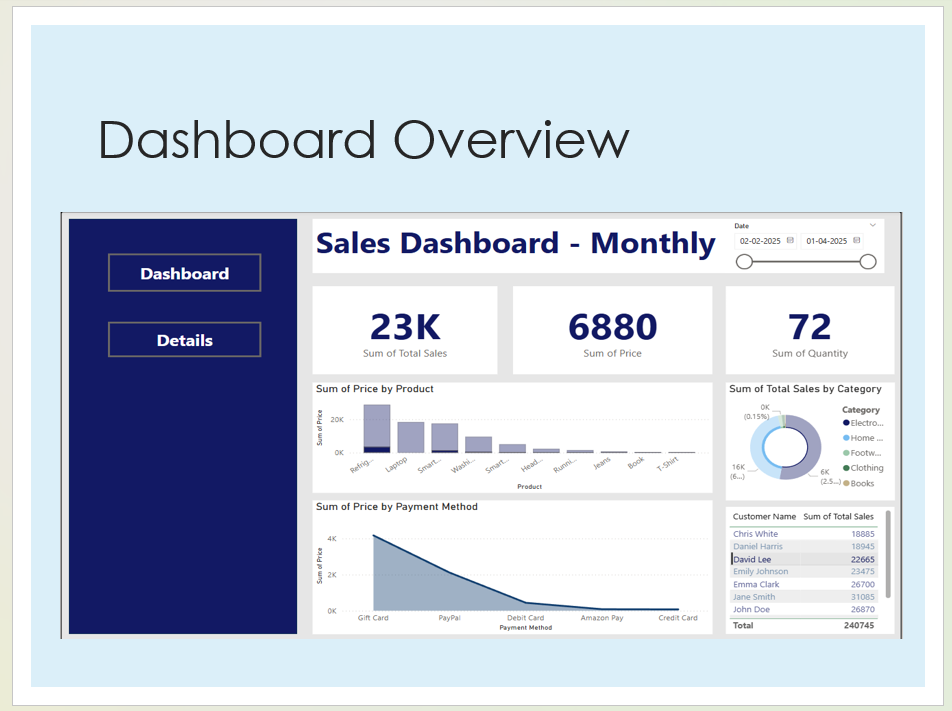 Dashboard Overview
Dashboard
Details
Sales Dashboard - Monthly
Date
02-02-2025 01-04-2025
23K
Sum of Total Sales
6880
Sum of Price
72
Sum of Quantity
Sum of Price by Product
Sum of Price
20K
0K
Refrig... Laptop Smart... Washi... Smart... Head... Runni... Jeans Book T-Shirt
Product
Sum of Total Sales by Category
0K
(0.15%)
16K
(6...)
6K
(2.5...)
Category
Electro...
Home ...
Footw...
Clothing
Books
Sum of Price by Payment Method
Sum of Price
4K
2K
0K
Gift Card PayPal Debit Card Amazon Pay Credit Card
Payment Method
Customer Name Sum of Total Sales
Chris White 18885
Daniel Harris 18945
David Lee 22665
Emily Johnson 23475
Emma Clark 26700
Jane Smith 31085
John Doe 26870
Total 240745